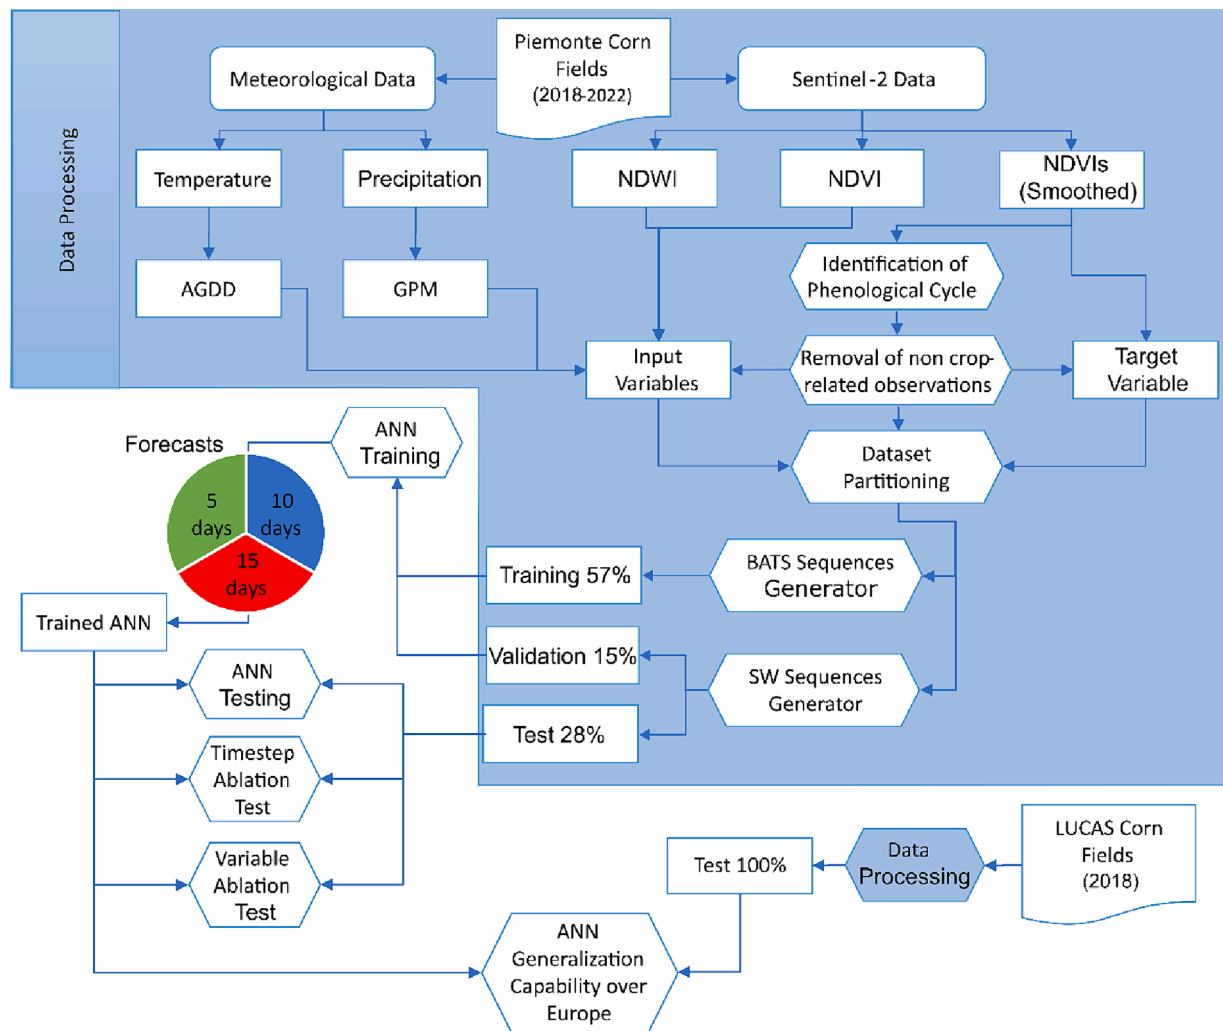 Data Processing
Piemonte Corn
Fields
(2018-2022)
Meteorological Data
Sentinel-2 Data
Temperature
Precipitation
NDWI
NDVI
NDVIs
(Smoothed)
AGDD
GPM
Identification of
Phenological Cycle
Input
Variables
Removal of non crop-
related observations
Target
Variable
Dataset
Partitioning
ANN
Training
Forecasts
5
days
10
days
15
days
BATS Sequences
Generator
Training 57%
Trained ANN
Validation 15%
SW Sequences
Generator
ANN
Testing
Test 28%
Timestep
Ablation
Test
Variable
Ablation
Test
LUCAS Corn
Fields
(2018)
Data
Processing
Test 100%
ANN
Generalization
Capability over
Europe